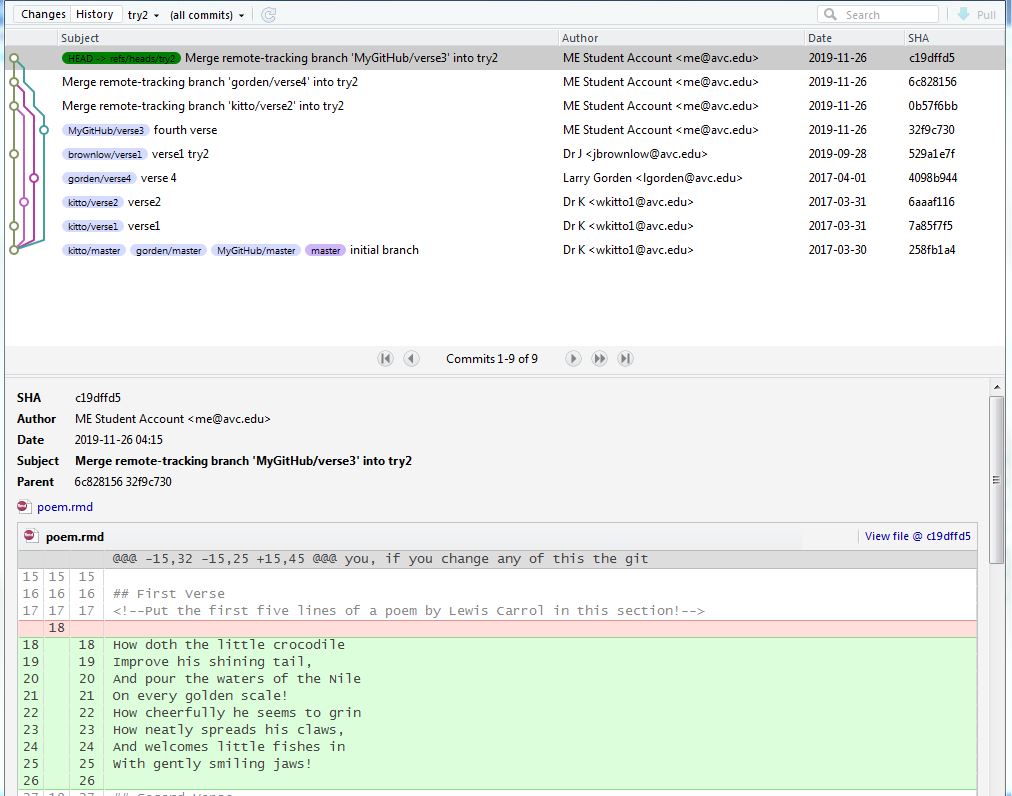 Changes History try2 (all commits) Search Pull
Subject Author Date SHA
HEAD -> refs/heads/try2 Merge remote-tracking branch 'MyGitHub/verse3' into try2 ME Student Account <me@avc.edu> 2019-11-26 c19dffd5
Merge remote-tracking branch 'gorden/verse4' into try2 ME Student Account <me@avc.edu> 2019-11-26 6c828156
Merge remote-tracking branch 'kitto/verse2' into try2 ME Student Account <me@avc.edu> 2019-11-26 0b57f6bb
MyGitHub/verse3 fourth verse ME Student Account <me@avc.edu> 2019-11-26 32f9c730
brownlow/verse1 verse1 try2 Dr J <jbrownlow@avc.edu> 2019-09-28 529a1e7f
gorden/verse4 verse 4 Larry Gorden <lgorden@avc.edu> 2017-04-01 4098b944
kitto/verse2 verse2 Dr K <wkitto1@avc.edu> 2017-03-31 6aaaf116
kitto/verse1 verse1 Dr K <wkitto1@avc.edu> 2017-03-31 7a85f7f5
kitto/master gorden/master MyGitHub/master master initial branch Dr K <wkitto1@avc.edu> 2017-03-30 258fb1a4
Commits 1-9 of 9
SHA c19dffd5
Author ME Student Account <me@avc.edu>
Date 2019-11-26 04:15
Subject Merge remote-tracking branch 'MyGitHub/verse3' into try2
Parent 6c828156 32f9c730
poem.rmd
poem.rmd View file @ c19dffd5
@@@ -15,32 -15,25 +15,45 @@@ you, if you change any of this the git
15 15 15
16 16 16 ## First Verse
17 17 17 <!--Put the first five lines of a poem by Lewis Carrol in this section!-->
18
18 18 How doth the little crocodile
19 19 Improve his shining tail,
20 20 And pour the waters of the Nile
21 21 On every golden scale!
22 22 How cheerfully he seems to grin
23 23 How neatly spreads his claws,
24 24 And welcomes little fishes in
25 25 With gently smiling jaws!
26 26